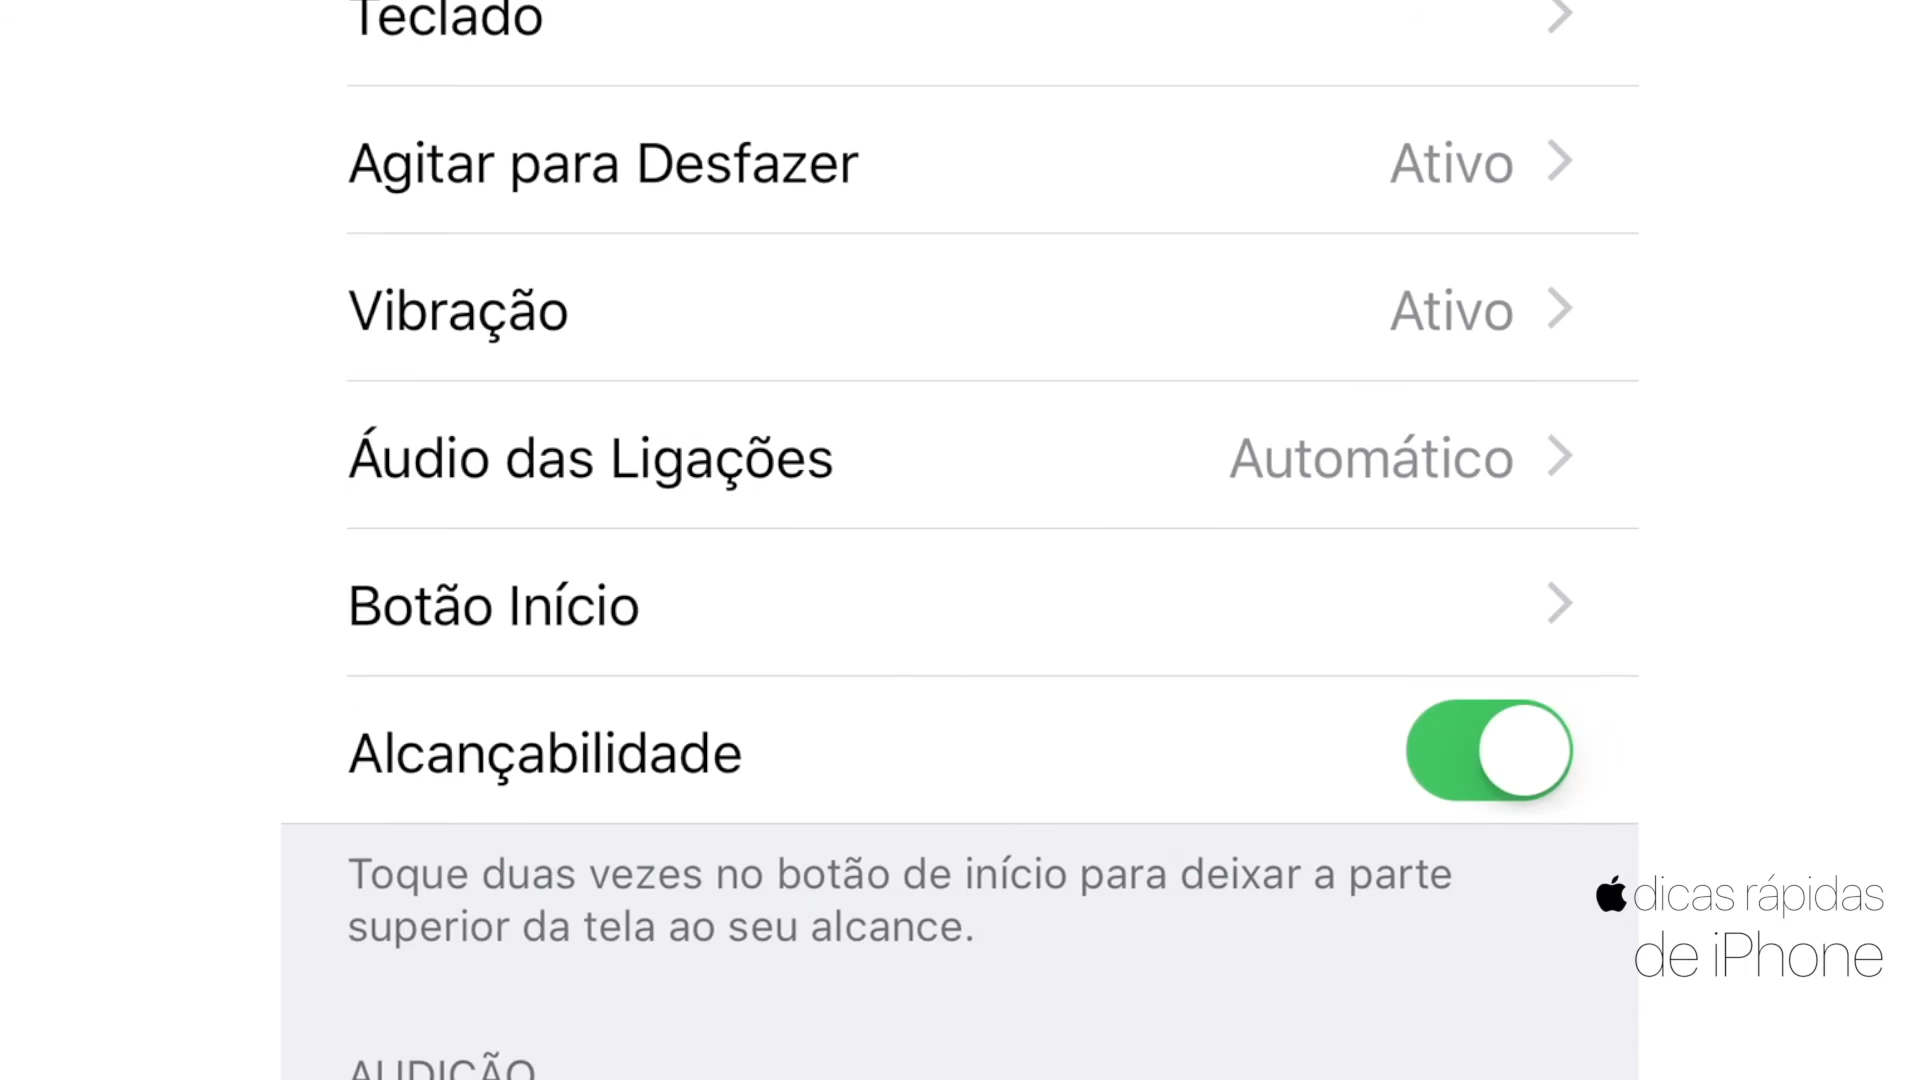 Teclado
Agitar para Desfazer Ativo
Vibração Ativo
Áudio das Ligações Automático
Botão Início
Alcançabilidade
Toque duas vezes no botão de início para deixar a parte
superior da tela ao seu alcance.
dicas rápidas
de iPhone
AUDIÇÃO